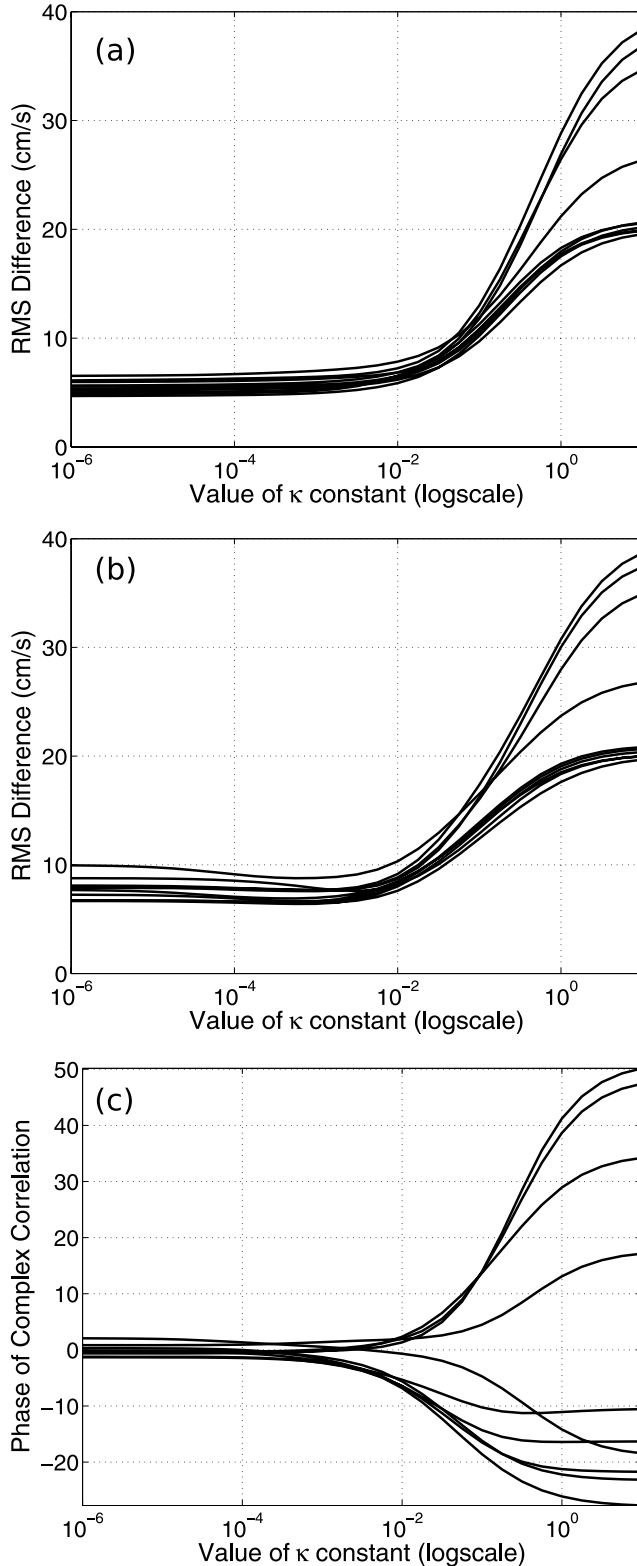 40
(a)
30
RMS Difference (cm/s)
20
10
0
10⁻⁶ 10⁻⁴ 10⁻² 10⁰
Value of κ constant (logscale)
40
(b)
30
RMS Difference (cm/s)
20
10
0
10⁻⁶ 10⁻⁴ 10⁻² 10⁰
Value of κ constant (logscale)
50
(c)
40
30
Phase of Complex Correlation
20
10
0
−10
−20
10⁻⁶ 10⁻⁴ 10⁻² 10⁰
Value of κ constant (logscale)